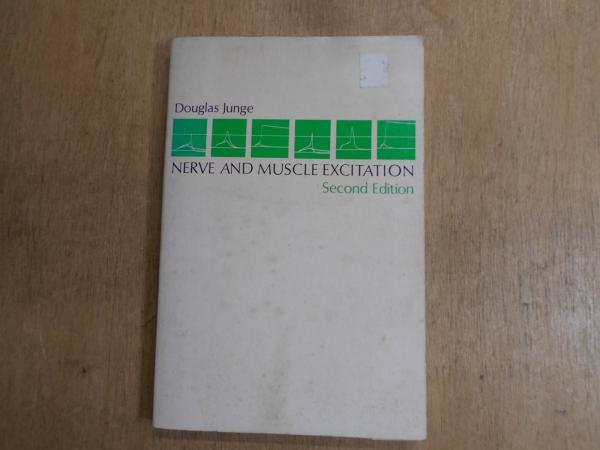 Douglas Junge
NERVE AND MUSCLE EXCITATION
Second Edition